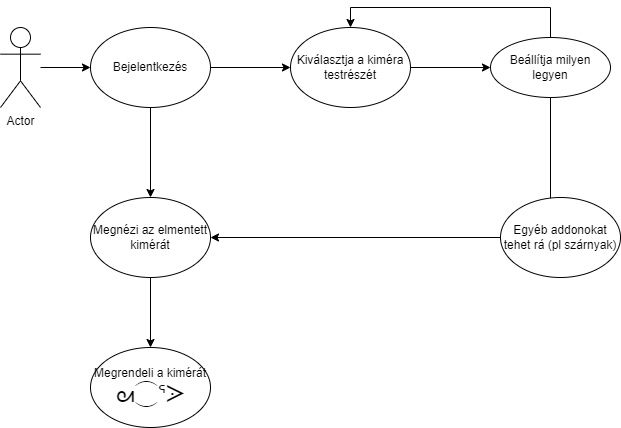 Bejelentkezés
Kiválasztja a kiméra
testrészét
Beállítja milyen
legyen
Actor
Megnézi az elmentett
kimérát
Egyéb addonokat
tehet rá (pl szárnyak)
Megrendeli a kimérát